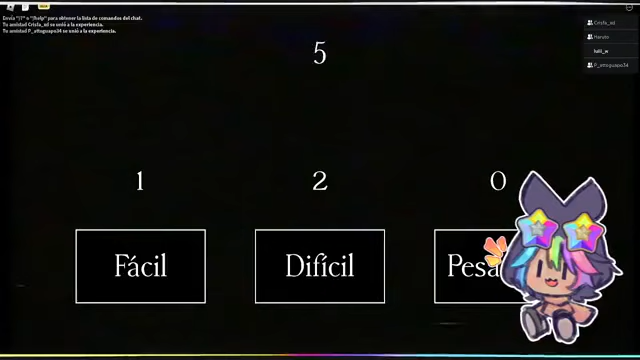 Envía "/?" o "/help" para obtener la lista de comandos del chat.
Tu amistad Crisfa_xd se unió a la experiencia.
Tu amistad P_attoguapo34 se unió a la experiencia.
Crisfa_xd
Haruto
P_attoguapo34
5
1
2
0
Fácil
Difícil
Pesa